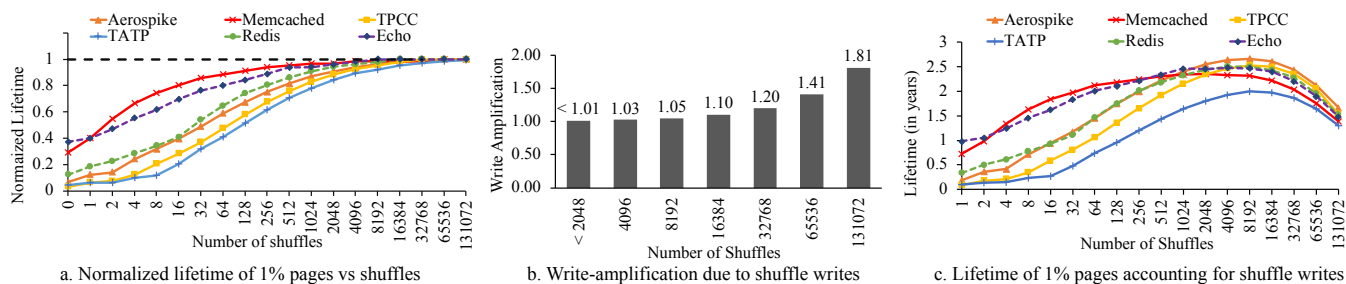 Aerospike Memcached TPCC
TATP Redis Echo
Normaized Lifetime
1
0.8
0.6
0.4
0.2
0
0 1 2 4 8 16 32 64 128 256 512 1024 2048 4096 8192 16384 32768 65536 131072
Number of shuffles
a. Normalized lifetime of 1% pages vs shuffles
Write Amplification
2.00
1.50
1.00
0.50
0.00
< 1.01 1.03 1.05 1.10 1.20 1.41 1.81
< 2048 4096 8192 16384 32768 65536 131072
Number of Shuffles
b. Write-amplification due to shuffle writes
Aerospike Memcached TPCC
TATP Redis Echo
Lifetime (in years)
3
2.5
2
1.5
1
0.5
0
1 2 4 8 16 32 64 128 256 512 1024 2048 4096 8192 16384 32768 65536 131072
Number of Shuffles
c. Lifetime of 1% pages accounting for shuffle writes